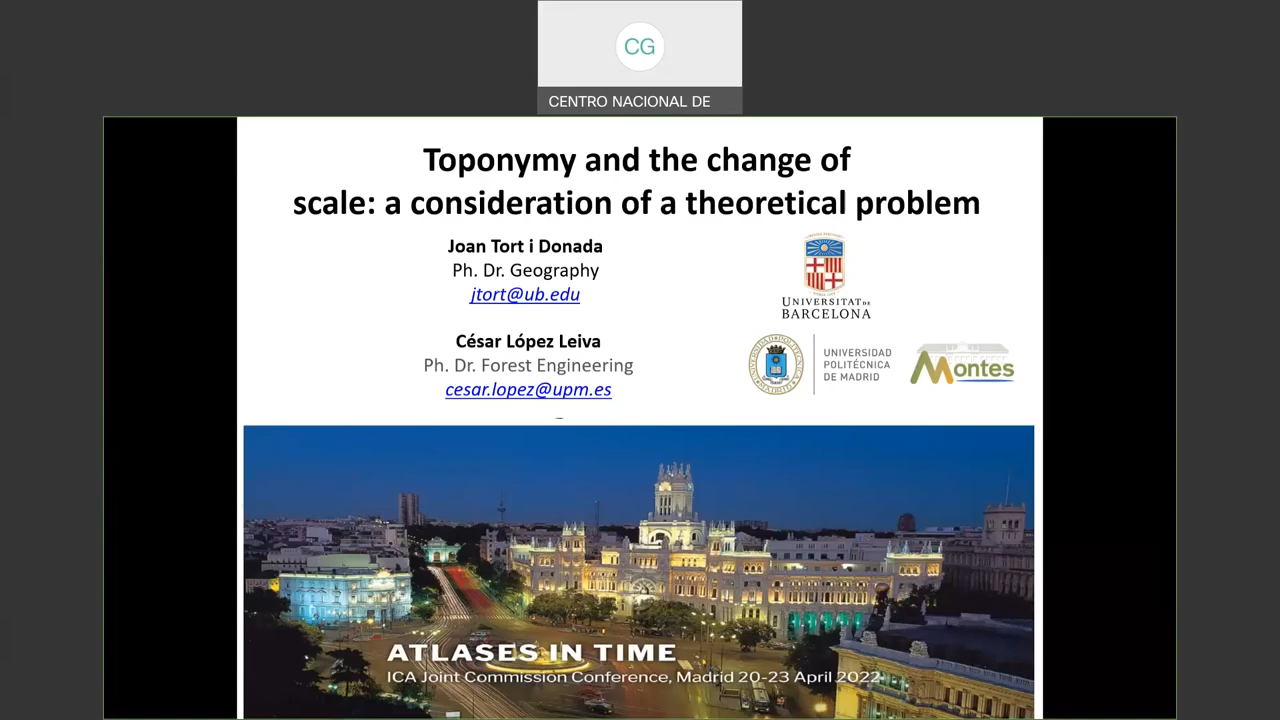 CG
CENTRO NACIONAL DE
Toponymy and the change of
scale: a consideration of a theoretical problem
Joan Tort i Donada
Ph. Dr. Geography
jtort@ub.edu
UNIVERSITAT DE
BARCELONA
César López Leiva
Ph. Dr. Forest Engineering
cesar.lopez@upm.es
UNIVERSIDAD
POLITÉCNICA
DE MADRID
Montes
ATLASES IN TIME
ICA Joint Commission Conference, Madrid 20-23 April 2022